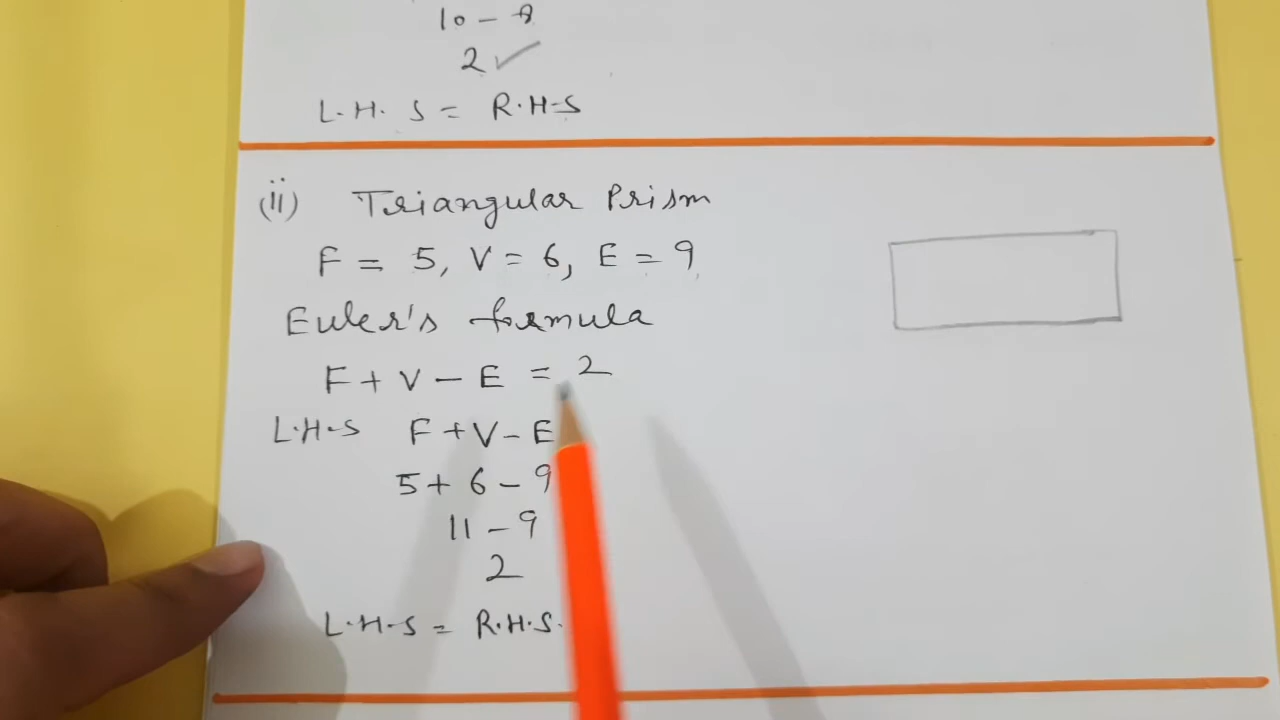 10 - 8
2 ✓
L.H.S = R.H.S
(ii) Triangular Prism
F = 5, V = 6, E = 9
Euler's formula
F + V - E = 2
L.H.S F + V - E
5 + 6 - 9
11 - 9
2
L.H.S = R.H.S.